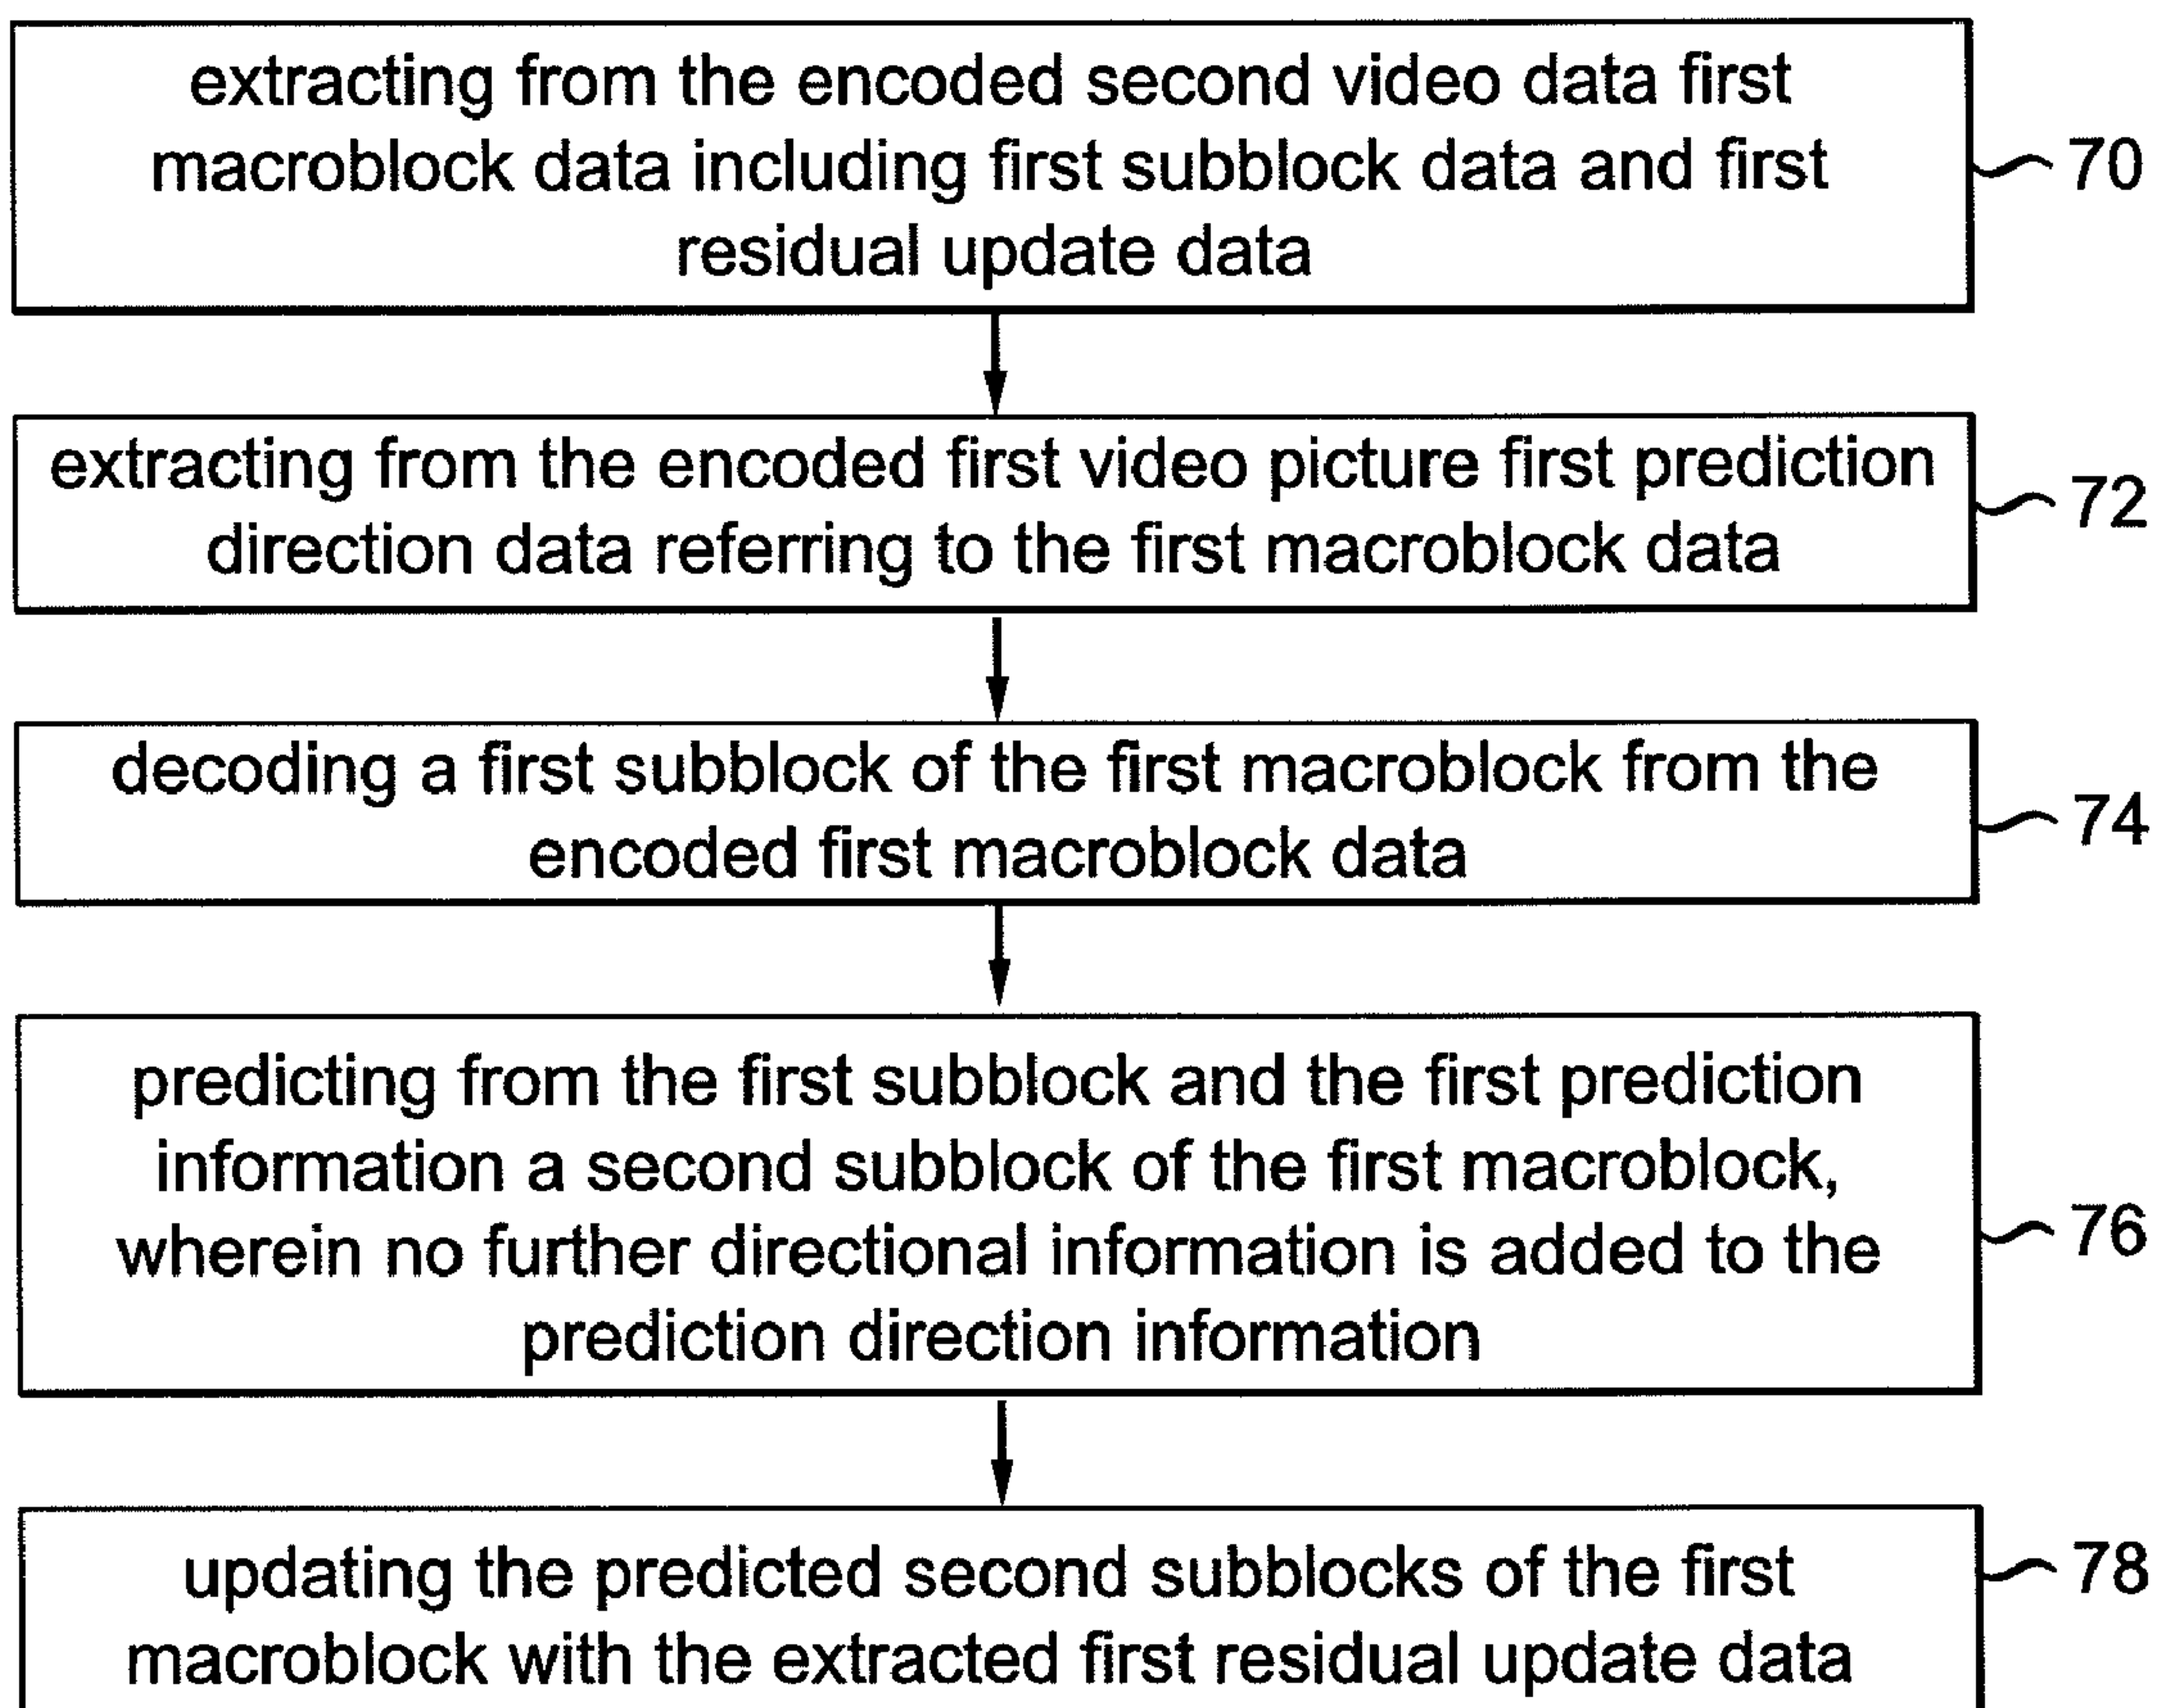 extracting from the encoded second video data first
macroblock data including first subblock data and first
residual update data
70
extracting from the encoded first video picture first prediction
direction data referring to the first macroblock data
72
decoding a first subblock of the first macroblock from the
encoded first macroblock data
74
predicting from the first subblock and the first prediction
information a second subblock of the first macroblock,
wherein no further directional information is added to the
prediction direction information
76
updating the predicted second subblocks of the first
macroblock with the extracted first residual update data
78